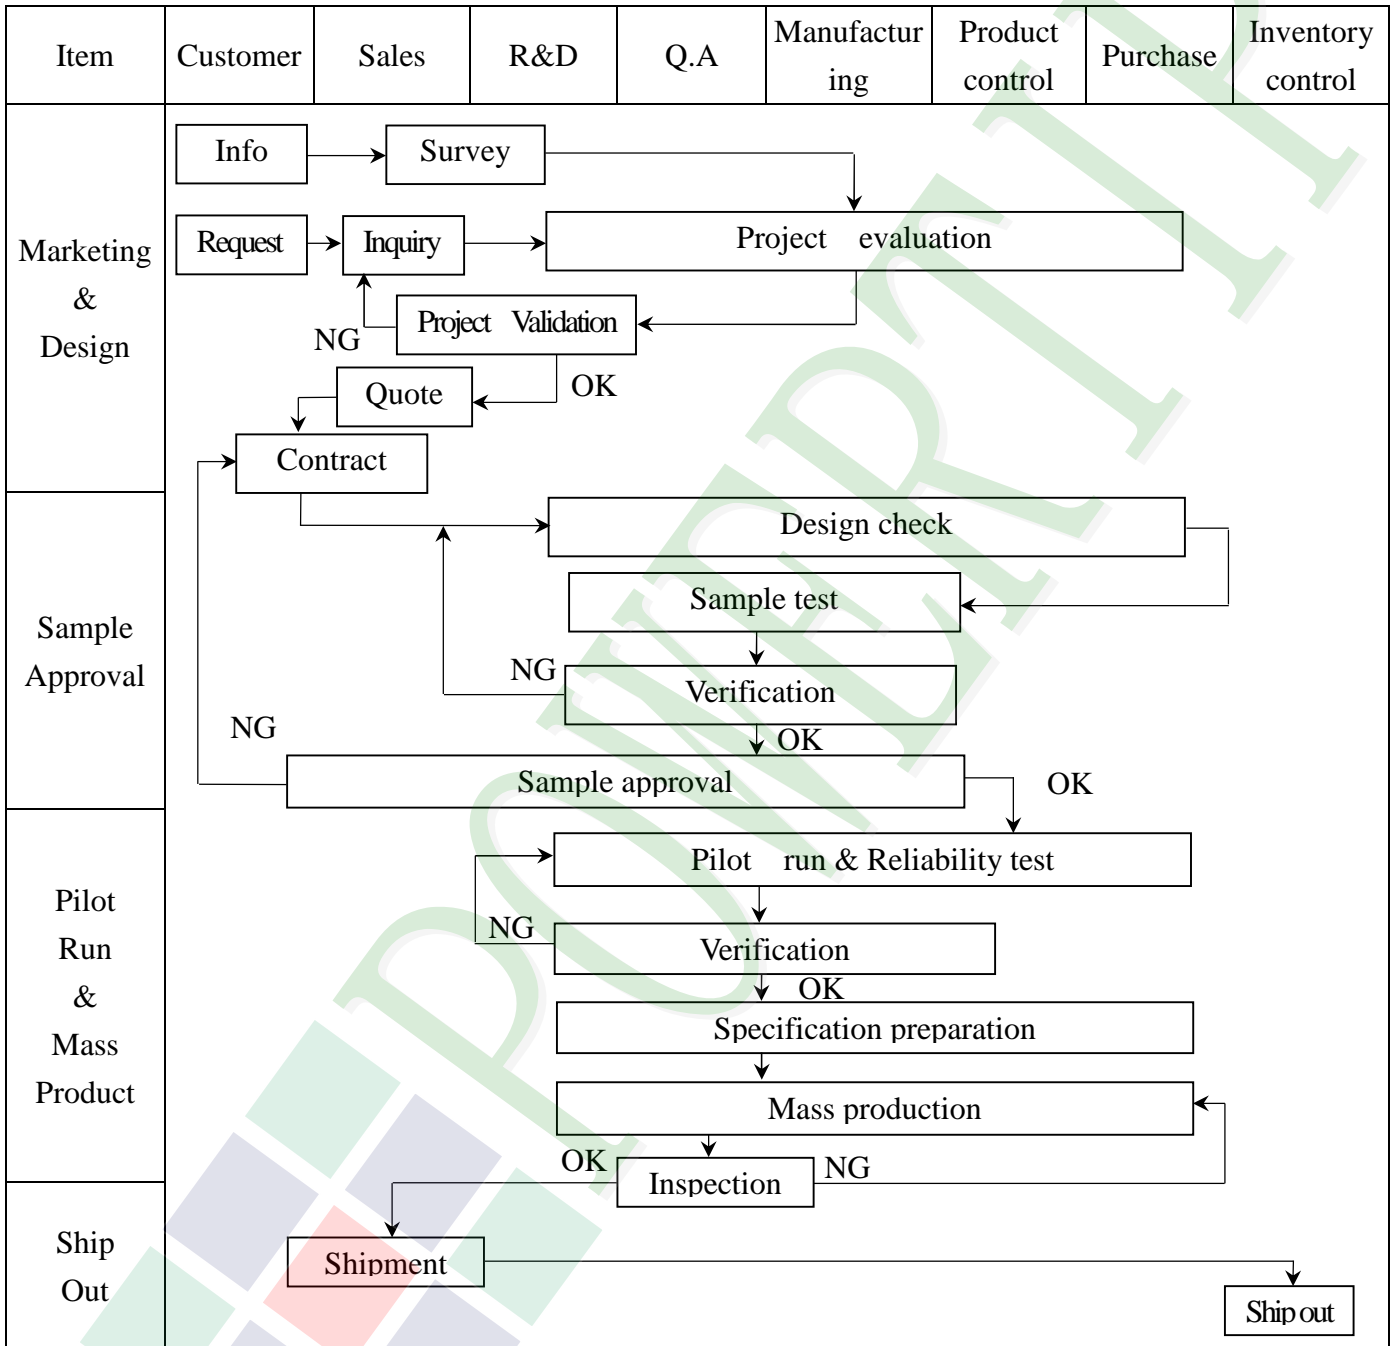 Item
Customer
Sales
R&D
Q.A
Manufactur
ing
Product
control
Purchase
Inventory
control
Marketing
&
Design
Info
Survey
Request
Inquiry
Project evaluation
NG
Project Validation
Quote
OK
Contract
Sample
Approval
Design check
Sample test
NG
Verification
NG
OK
Sample approval
OK
Pilot
Run
&
Mass
Product
Pilot run & Reliability test
NG
Verification
OK
Specification preparation
Mass production
OK
Inspection
NG
Ship
Out
Shipment
Ship out
POWERTIP